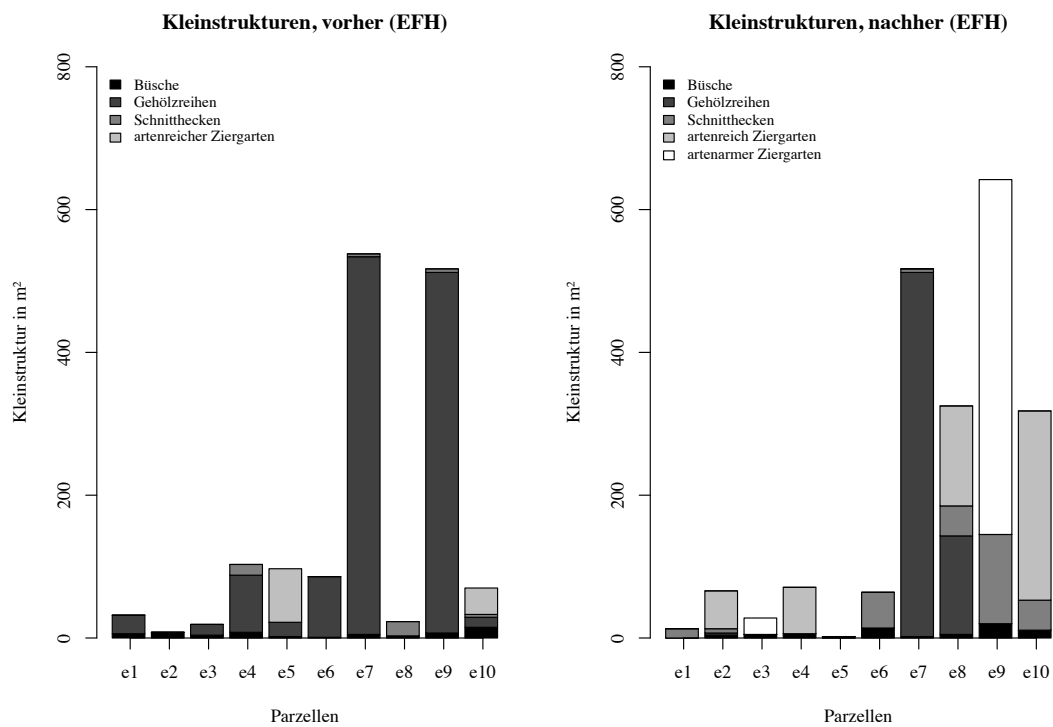 Kleinstrukturen, vorher (EFH)
800
600
400
200
0
Kleinstruktur in m²
Büsche
Gehölzreihen
Schnitthecken
artenreicher Ziergarten
e1 e2 e3 e4 e5 e6 e7 e8 e9 e10
Parzellen
Kleinstrukturen, nachher (EFH)
800
600
400
200
0
Kleinstruktur in m²
Büsche
Gehölzreihen
Schnitthecken
artenreich Ziergarten
artenarmer Ziergarten
e1 e2 e3 e4 e5 e6 e7 e8 e9 e10
Parzellen